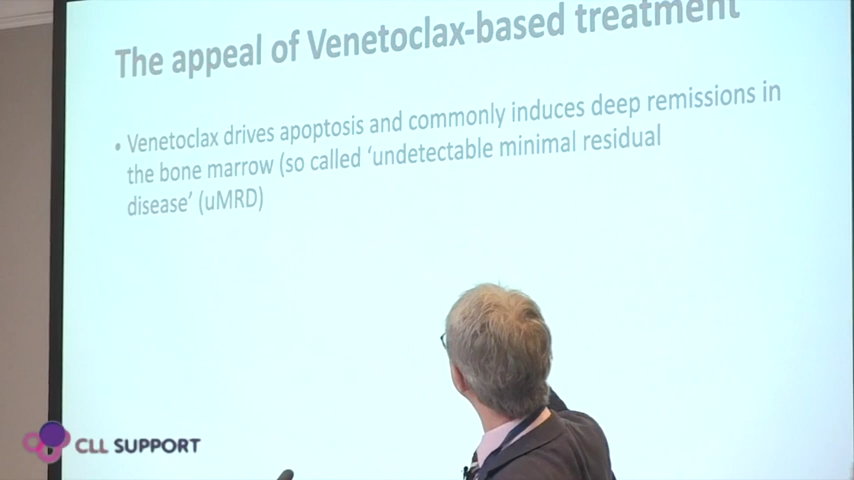 The appeal of Venetoclax-based treatment
• Venetoclax drives apoptosis and commonly induces deep remissions in
the bone marrow (so called ‘undetectable minimal residual
disease’ (uMRD)
CLL SUPPORT